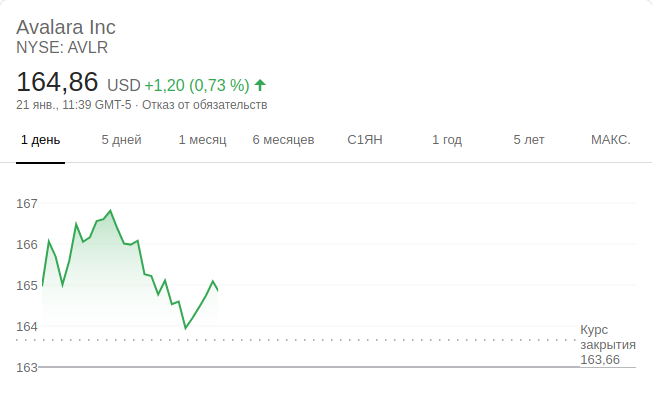 Avalara Inc
NYSE: AVLR
164,86 USD +1,20 (0,73 %)
21 янв., 11:39 GMT-5 · Отказ от обязательств
1 день 5 дней 1 месяц 6 месяцев С1ЯН 1 год 5 лет МАКС.
167
166
165
164
Курс
закрытия
163,66
163